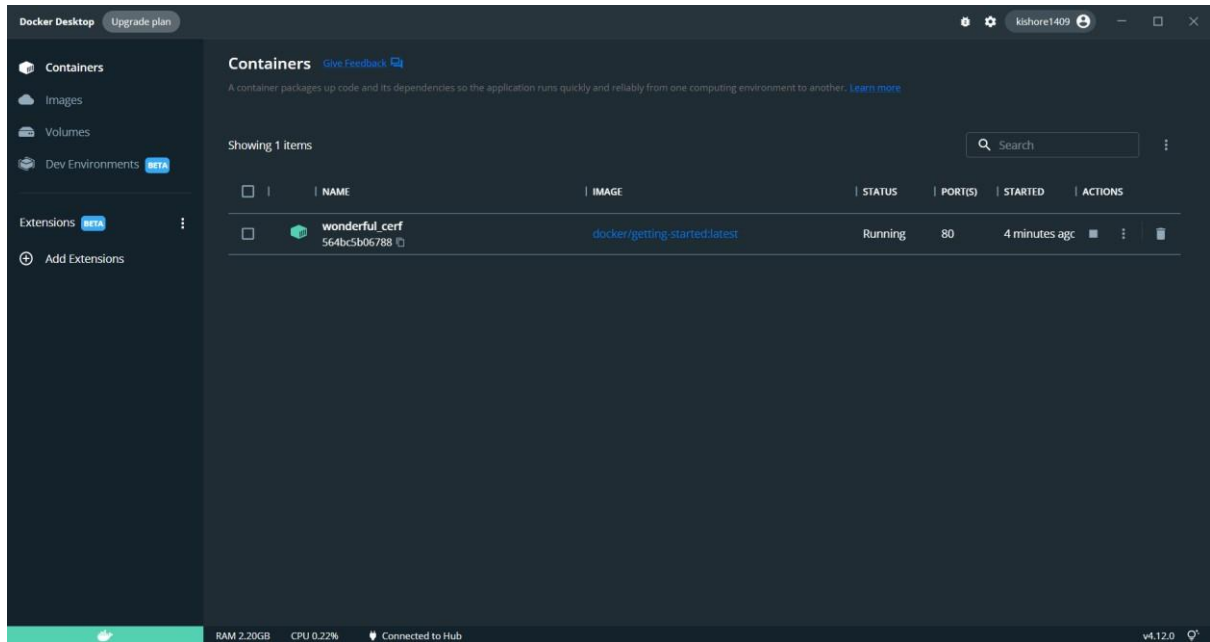 Docker Desktop Upgrade plan kishore1409
Containers
Images
Volumes
Dev Environments BETA
Extensions BETA
Add Extensions
Containers Give Feedback
A container packages up code and its dependencies so the application runs quickly and reliably from one computing environment to another. Learn more
Showing 1 items Search
NAME IMAGE STATUS PORT(S) STARTED ACTIONS
wonderful_cerf docker/getting-started:latest Running 80 4 minutes agc
564bc5b06788
RAM 2.20GB CPU 0.22% Connected to Hub v4.12.0